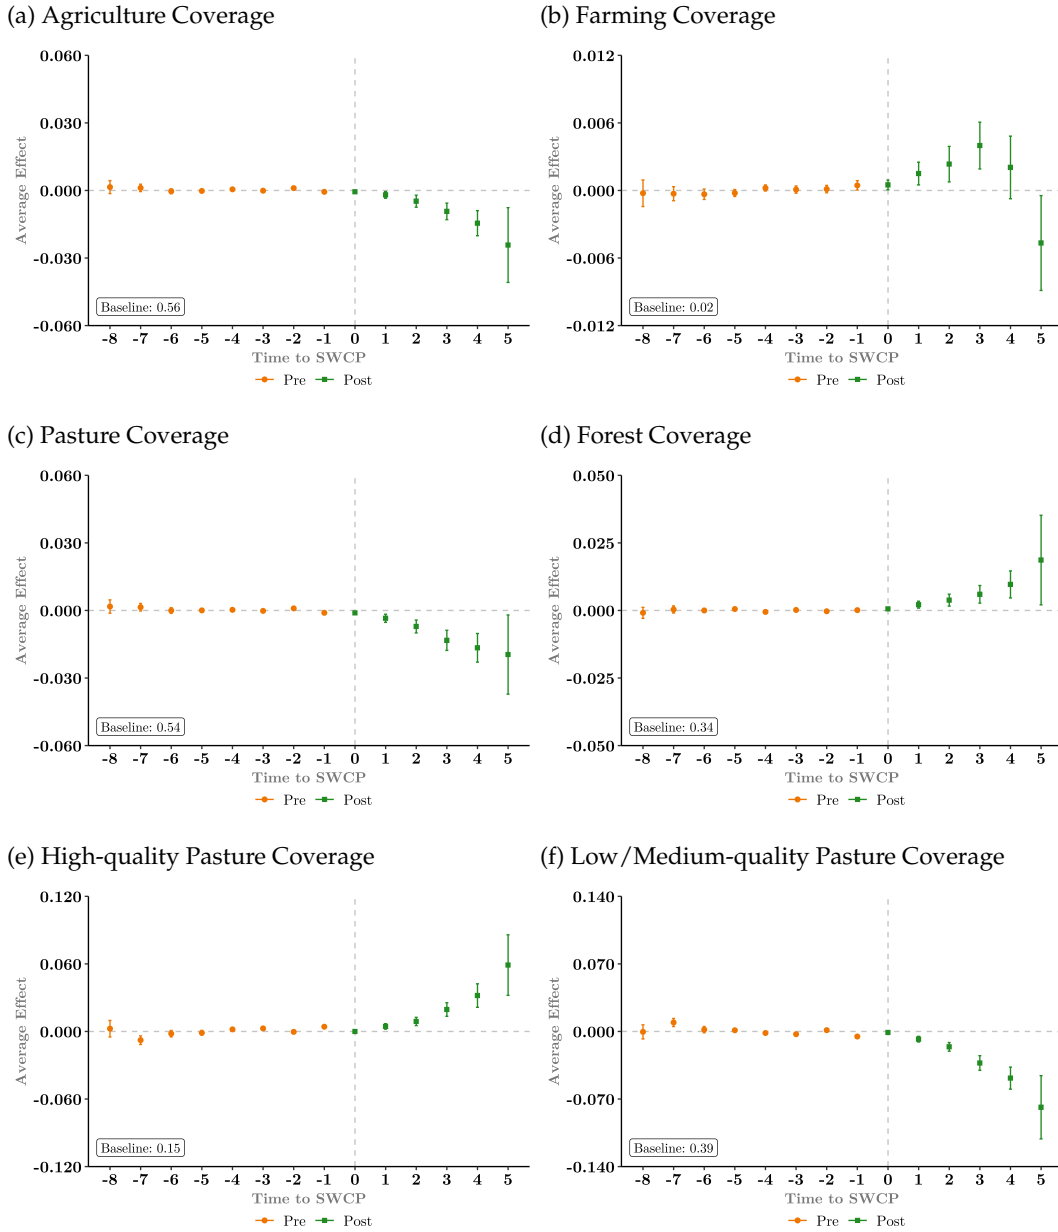 (a) Agriculture Coverage
0.060
0.030
0.000
-0.030
-0.060
Average Effect
Baseline: 0.56
-8 -7 -6 -5 -4 -3 -2 -1 0 1 2 3 4 5
Time to SWCP
Pre Post
(b) Farming Coverage
0.012
0.006
0.000
-0.006
-0.012
Average Effect
Baseline: 0.02
-8 -7 -6 -5 -4 -3 -2 -1 0 1 2 3 4 5
Time to SWCP
Pre Post
(c) Pasture Coverage
0.060
0.030
0.000
-0.030
-0.060
Average Effect
Baseline: 0.54
-8 -7 -6 -5 -4 -3 -2 -1 0 1 2 3 4 5
Time to SWCP
Pre Post
(d) Forest Coverage
0.050
0.025
0.000
-0.025
-0.050
Average Effect
Baseline: 0.34
-8 -7 -6 -5 -4 -3 -2 -1 0 1 2 3 4 5
Time to SWCP
Pre Post
(e) High-quality Pasture Coverage
0.120
0.060
0.000
-0.060
-0.120
Average Effect
Baseline: 0.15
-8 -7 -6 -5 -4 -3 -2 -1 0 1 2 3 4 5
Time to SWCP
Pre Post
(f) Low/Medium-quality Pasture Coverage
0.140
0.070
0.000
-0.070
-0.140
Average Effect
Baseline: 0.39
-8 -7 -6 -5 -4 -3 -2 -1 0 1 2 3 4 5
Time to SWCP
Pre Post